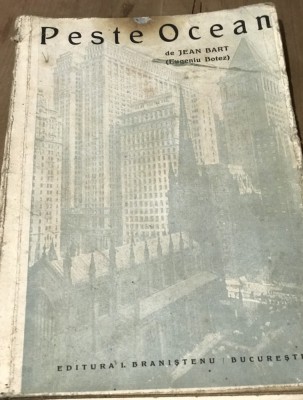 Peste Ocean
de JEAN BART
(Eugeniu Botez)
EDITURA I. BRANIȘTENU / BUCUREȘTI